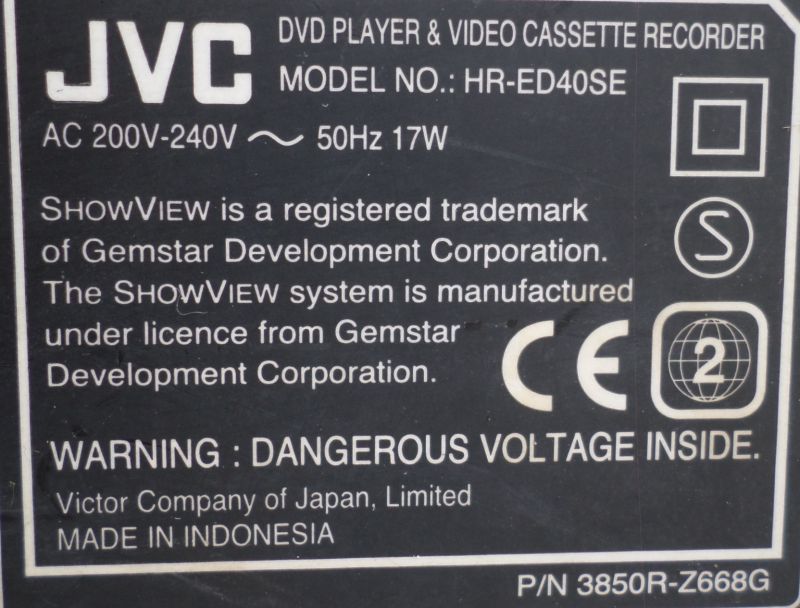 JVC
DVD PLAYER & VIDEO CASSETTE RECORDER
MODEL NO.: HR-ED40SE
AC 200V-240V ∼ 50Hz 17W
SHOWVIEW is a registered trademark
of Gemstar Development Corporation.
The SHOWVIEW system is manufactured
under licence from Gemstar
Development Corporation.
S
CE
2
WARNING : DANGEROUS VOLTAGE INSIDE.
Victor Company of Japan, Limited
MADE IN INDONESIA
P/N 3850R-Z668G